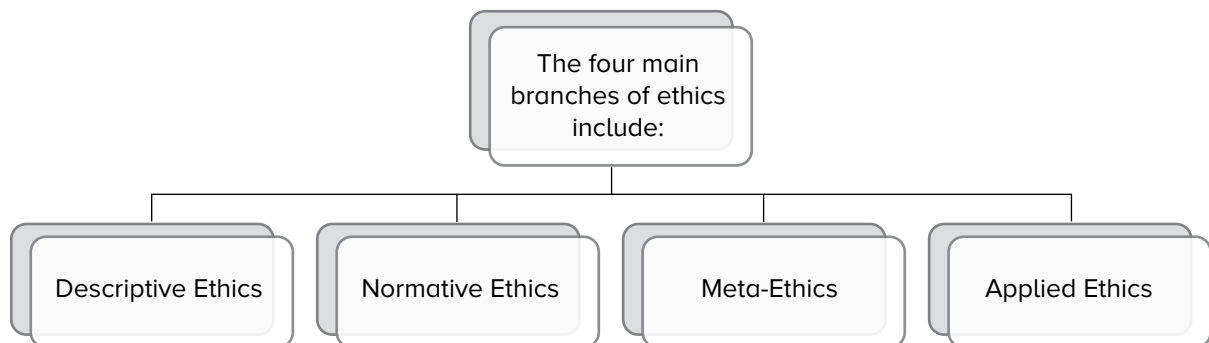 The four main
branches of ethics
include:
Descriptive Ethics
Normative Ethics
Meta-Ethics
Applied Ethics